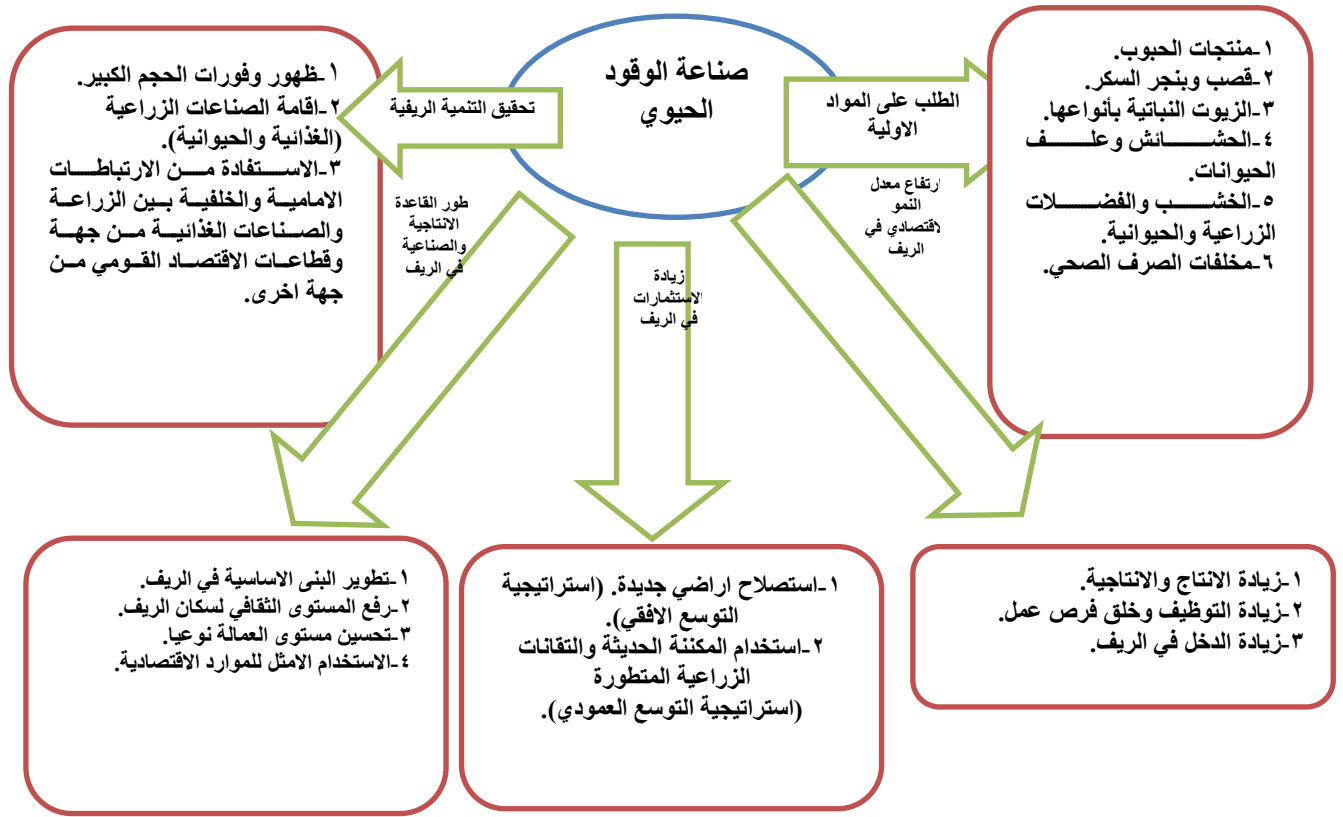 صناعة الوقود
الحيوي
الطلب على المواد
الاولية
١-منتجات الحبوب.
٢-قصب وبنجر السكر.
٣-الزيوت النباتية بأنواعها.
٤-الحشائش وعلف
الحيوانات.
٥-الخشب والفضلات
الزراعية والحيوانية.
٦-مخلفات الصرف الصحي.
ارتفاع معدل
النمو
لاقتصادي في
الريف
١-زيادة الانتاج والانتاجية.
٢-زيادة التوظيف وخلق فرص عمل.
٣-زيادة الدخل في الريف.
زيادة
الاستثمارات
في الريف
١-استصلاح اراضي جديدة. (استراتيجية
التوسع الافقي).
٢-استخدام المكننة الحديثة والتقانات
الزراعية المتطورة
(استراتيجية التوسع العمودي).
طور القاعدة
الانتاجية
والصناعية
في الريف
١-تطوير البنى الاساسية في الريف.
٢-رفع المستوى الثقافي لسكان الريف.
٣-تحسين مستوى العمالة نوعيا.
٤-الاستخدام الامثل للموارد الاقتصادية.
تحقيق التنمية الريفية
١-ظهور وفورات الحجم الكبير.
٢-اقامة الصناعات الزراعية
(الغذائية والحيوانية).
٣-الاستفادة من الارتباطات
الامامية والخلفية بين الزراعة
والصناعات الغذائية من جهة
وقطاعات الاقتصاد القومي من
جهة اخرى.